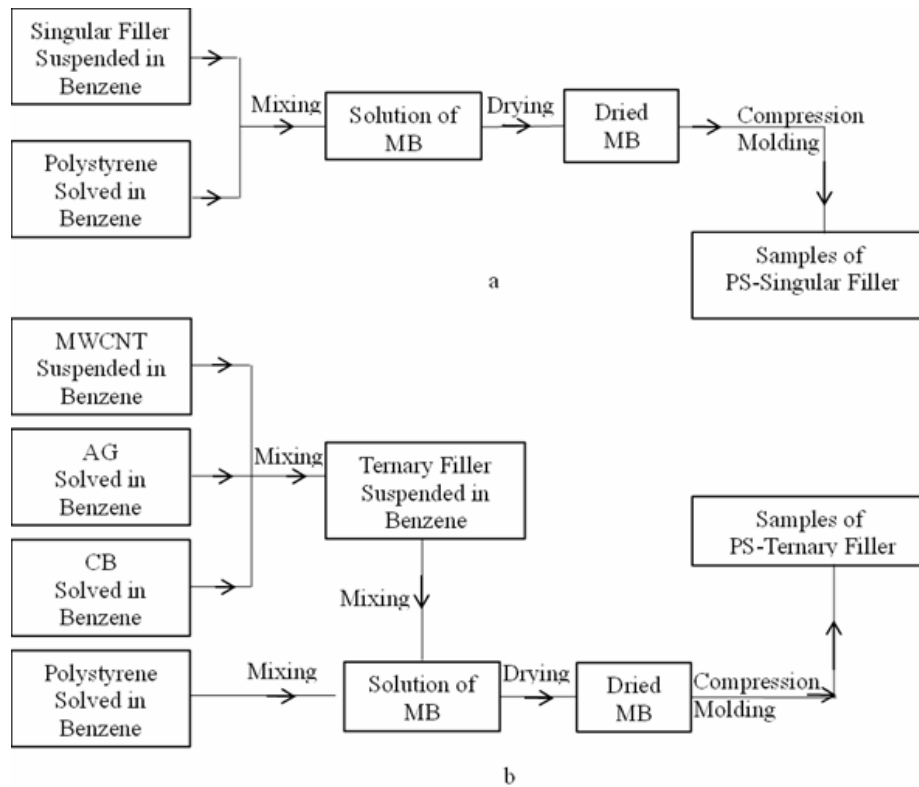 Singular Filler
Suspended in
Benzene
Mixing
Solution of
MB
Drying
Dried
MB
Compression
Molding
Polystyrene
Solved in
Benzene
Samples of
PS-Singular Filler
a
MWCNT
Suspended in
Benzene
AG
Solved in
Benzene
Mixing
Ternary Filler
Suspended in
Benzene
Samples of
PS-Ternary Filler
CB
Solved in
Benzene
Mixing
Polystyrene
Solved in
Benzene
Mixing
Solution of
MB
Drying
Dried
MB
Compression
Molding
b